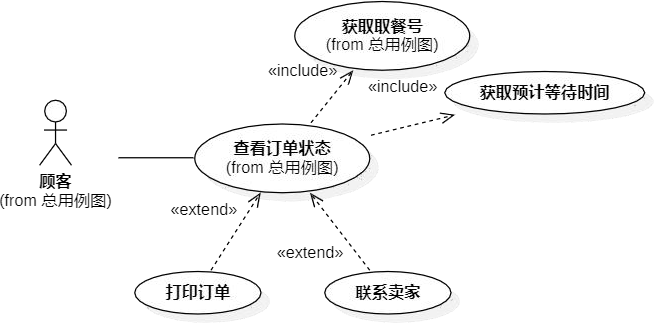 获取取餐号
(from 总用例图)
«include»
«include»
获取预计等待时间
查看订单状态
(from 总用例图)
顾客
(from 总用例图)
«extend»
«extend»
打印订单
联系卖家